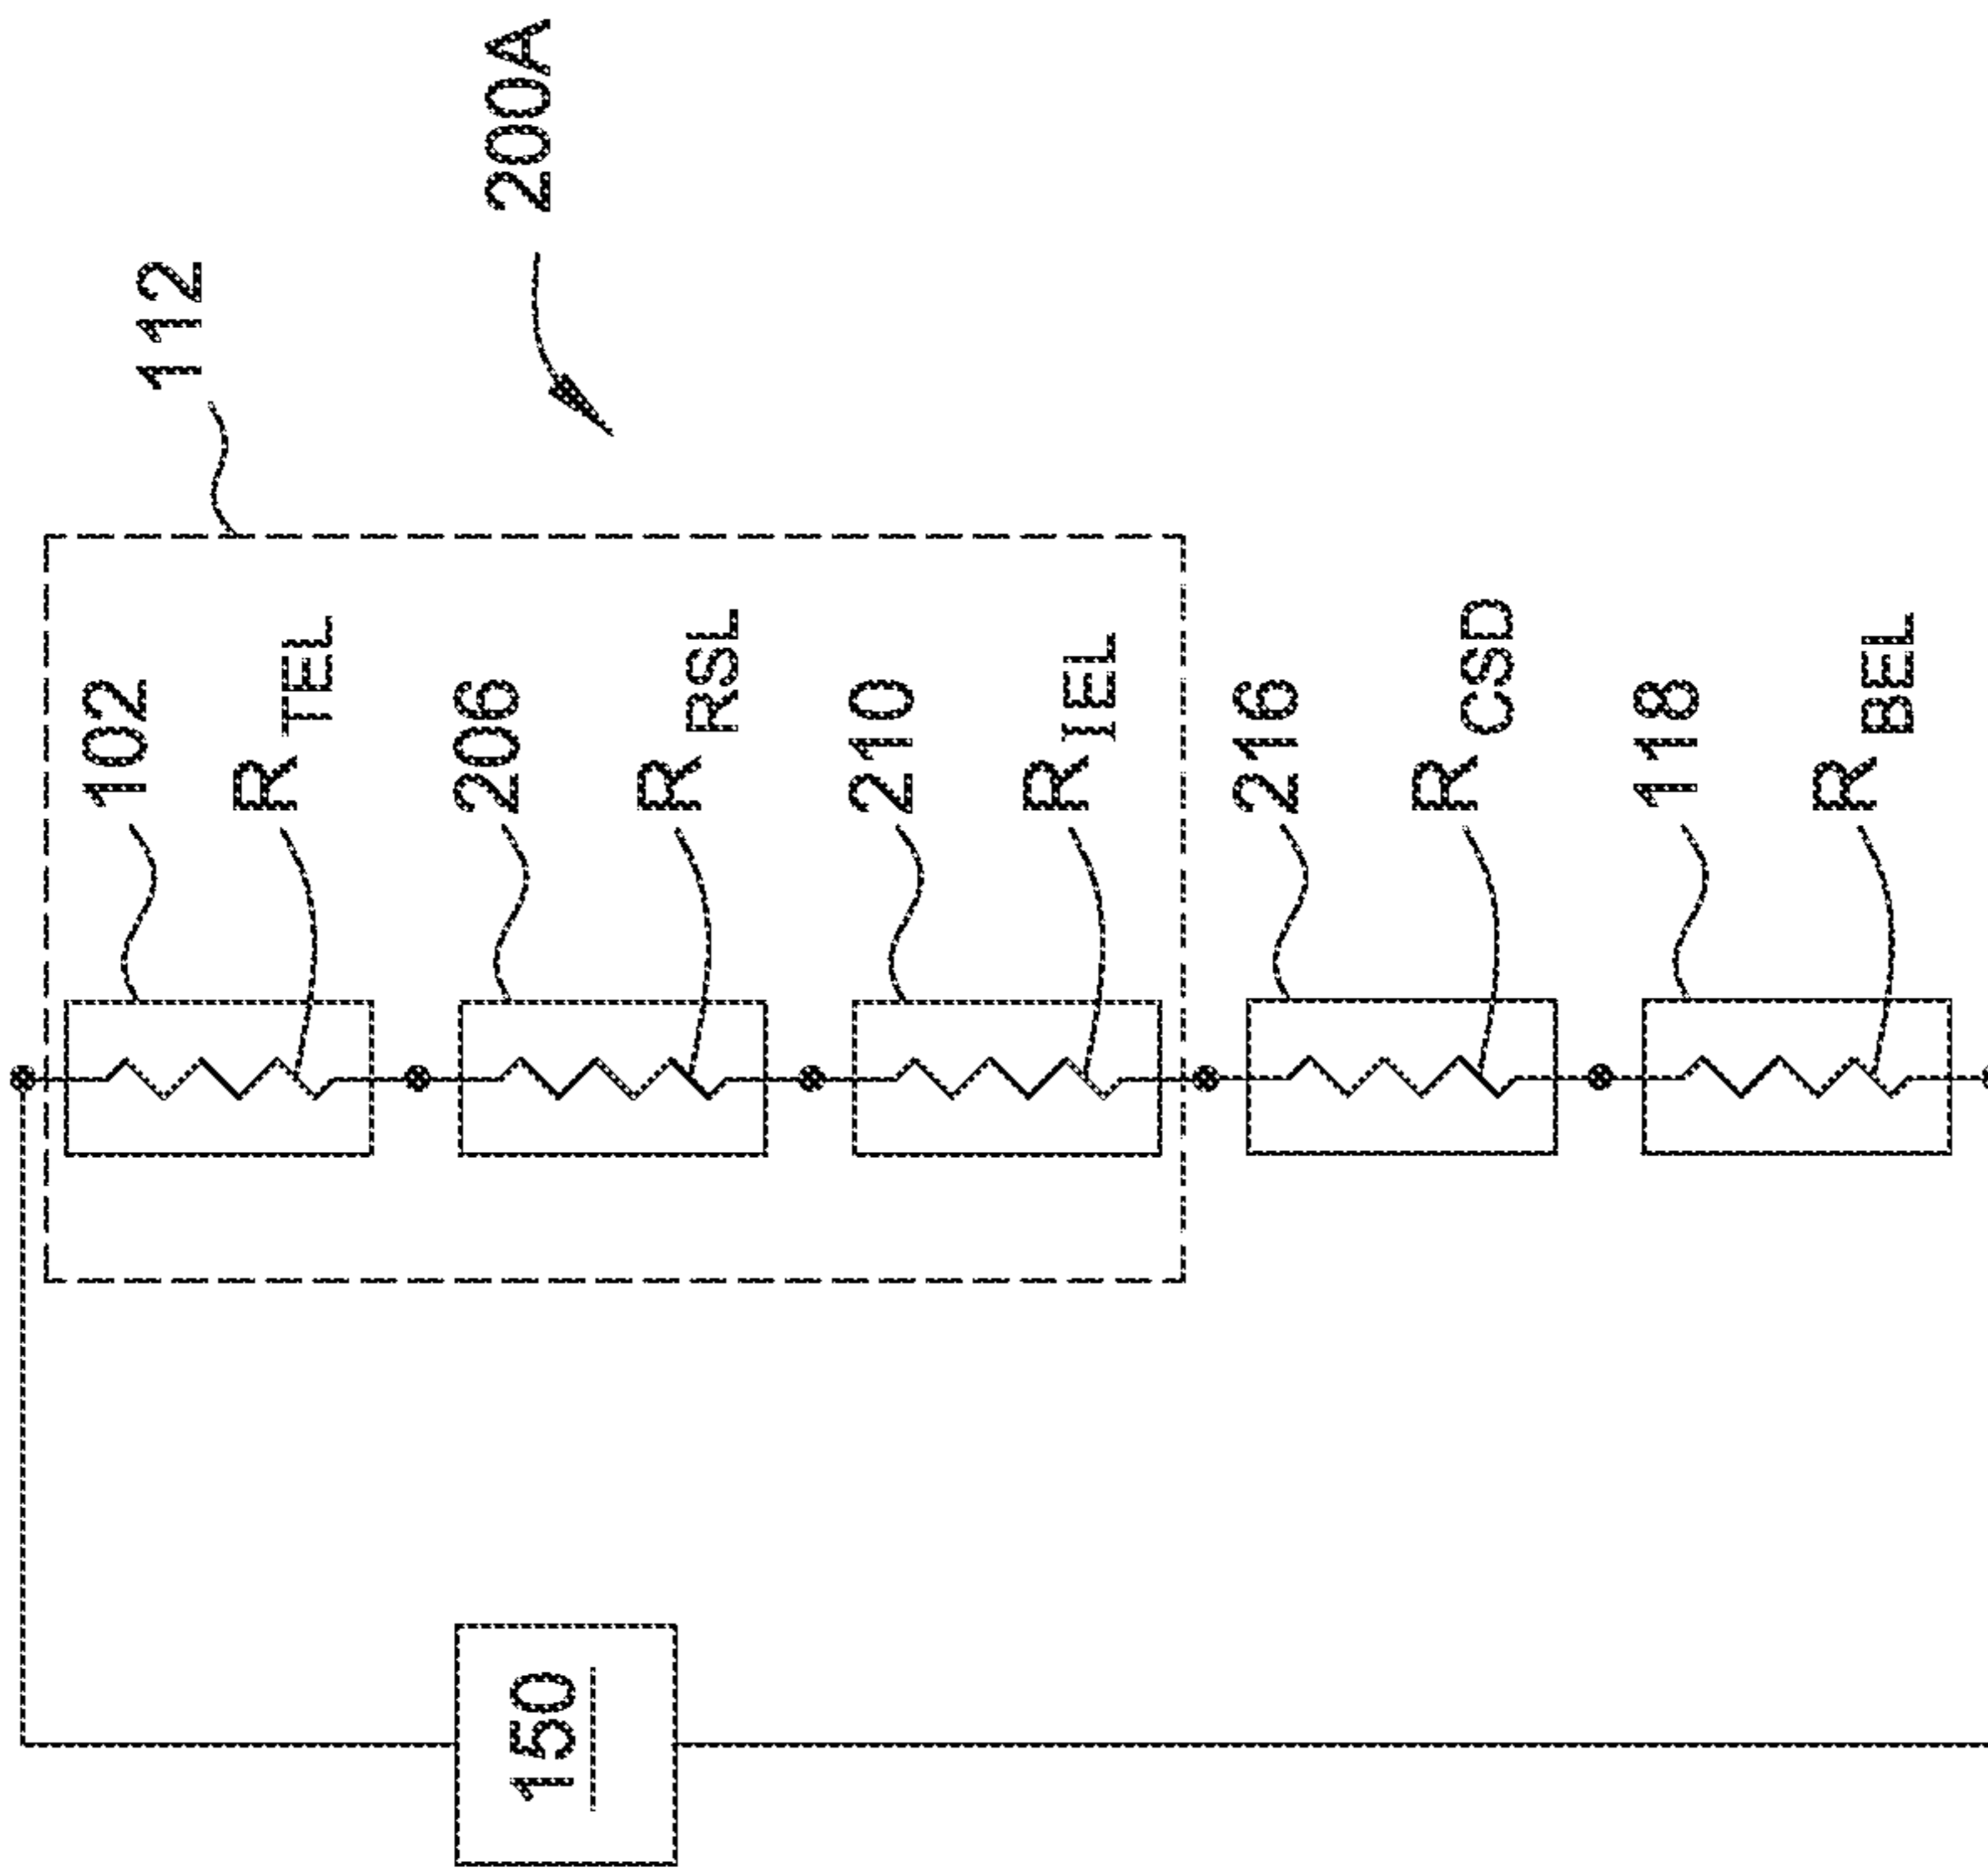 112
200A
102
R TEL
206
R RSL
210
R IEL
216
R CSD
118
R BEL
150